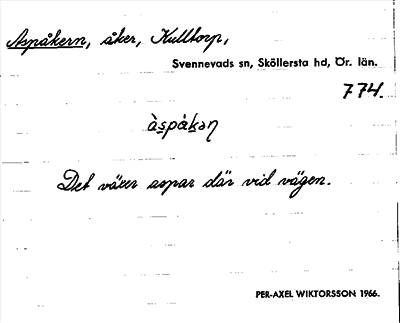 Aspåkern, åker, Kulltorp,
Svennevads sn, Sköllersta hd, Ör. län.
774.
àspåkəɳ
Det växer aspar där vid vägen.
PER-AXEL WIKTORSSON 1966.